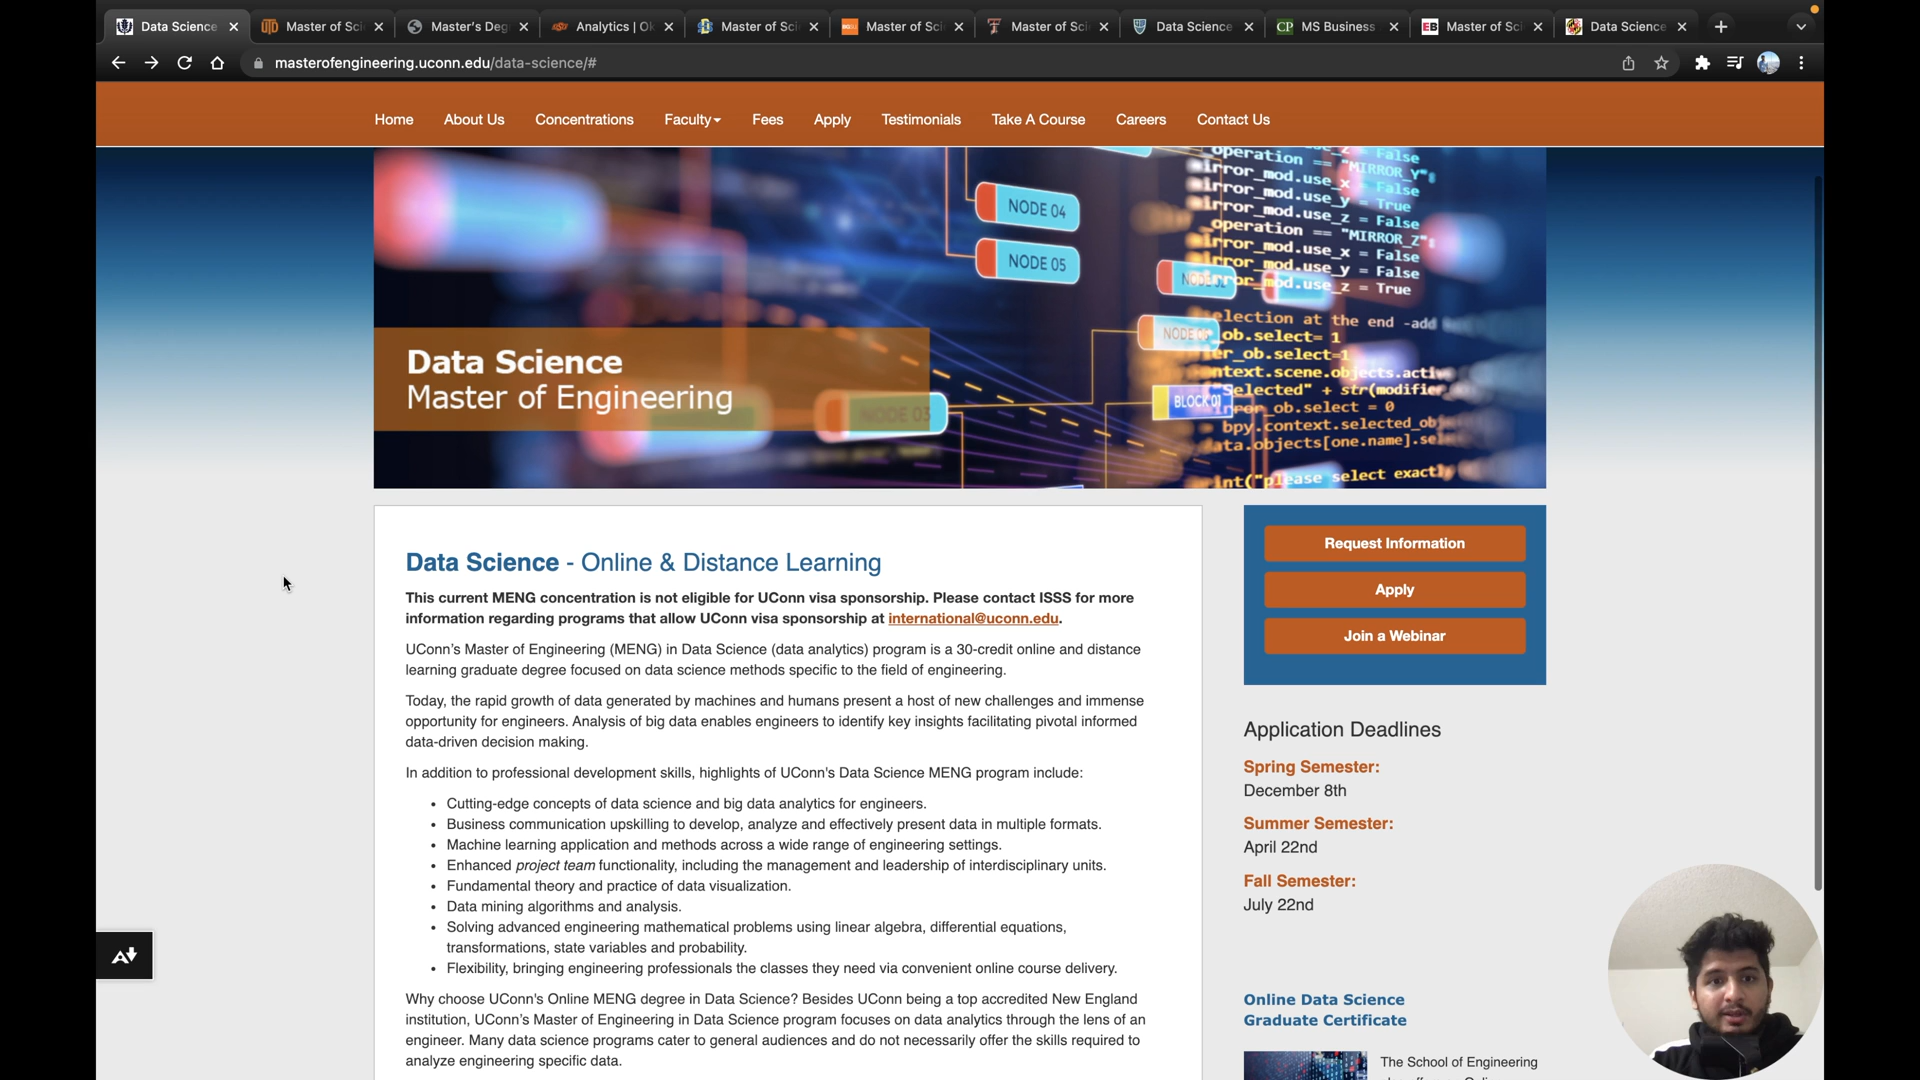 Data Science
Master of Sci
Master's Deg
Analytics | Ok
Master of Sci
Master of Sci
Master of Sci
Data Science
MS Business
Master of Sci
Data Science
masterofengineering.uconn.edu/data-science/#
Home About Us Concentrations Faculty Fees Apply Testimonials Take A Course Careers Contact Us
operation == False
mirror_mod.use_x = False
mirror_mod.use_y = True
mirror_mod.use_z = False
operation == "MIRROR_Z":
mirror_mod.use_x = False
mirror_mod.use_y = False
mirror_mod.use_z = True
NODE 04
NODE 05
NODE 03
BLOCK 01
election at the end -add
ob.select= 1
er_ob.select=1
ntext.scene.objects.activ
"Selected" + str(modifier
rror_ob.select = 0
bpy.context.selected_ob
data.objects[one.name].se
print("please select exactl
Data Science
Master of Engineering
Data Science - Online & Distance Learning
This current MENG concentration is not eligible for UConn visa sponsorship. Please contact ISSS for more
information regarding programs that allow UConn visa sponsorship at international@uconn.edu.
UConn's Master of Engineering (MENG) in Data Science (data analytics) program is a 30-credit online and distance
learning graduate degree focused on data science methods specific to the field of engineering.
Today, the rapid growth of data generated by machines and humans present a host of new challenges and immense
opportunity for engineers. Analysis of big data enables engineers to identify key insights facilitating pivotal informed
data-driven decision making.
In addition to professional development skills, highlights of UConn's Data Science MENG program include:
• Cutting-edge concepts of data science and big data analytics for engineers.
• Business communication upskilling to develop, analyze and effectively present data in multiple formats.
• Machine learning application and methods across a wide range of engineering settings.
• Enhanced project team functionality, including the management and leadership of interdisciplinary units.
• Fundamental theory and practice of data visualization.
• Data mining algorithms and analysis.
• Solving advanced engineering mathematical problems using linear algebra, differential equations,
transformations, state variables and probability.
• Flexibility, bringing engineering professionals the classes they need via convenient online course delivery.
Why choose UConn's Online MENG degree in Data Science? Besides UConn being a top accredited New England
institution, UConn's Master of Engineering in Data Science program focuses on data analytics through the lens of an
engineer. Many data science programs cater to general audiences and do not necessarily offer the skills required to
analyze engineering specific data.
Request Information
Apply
Join a Webinar
Application Deadlines
Spring Semester:
December 8th
Summer Semester:
April 22nd
Fall Semester:
July 22nd
Online Data Science
Graduate Certificate
The School of Engineering